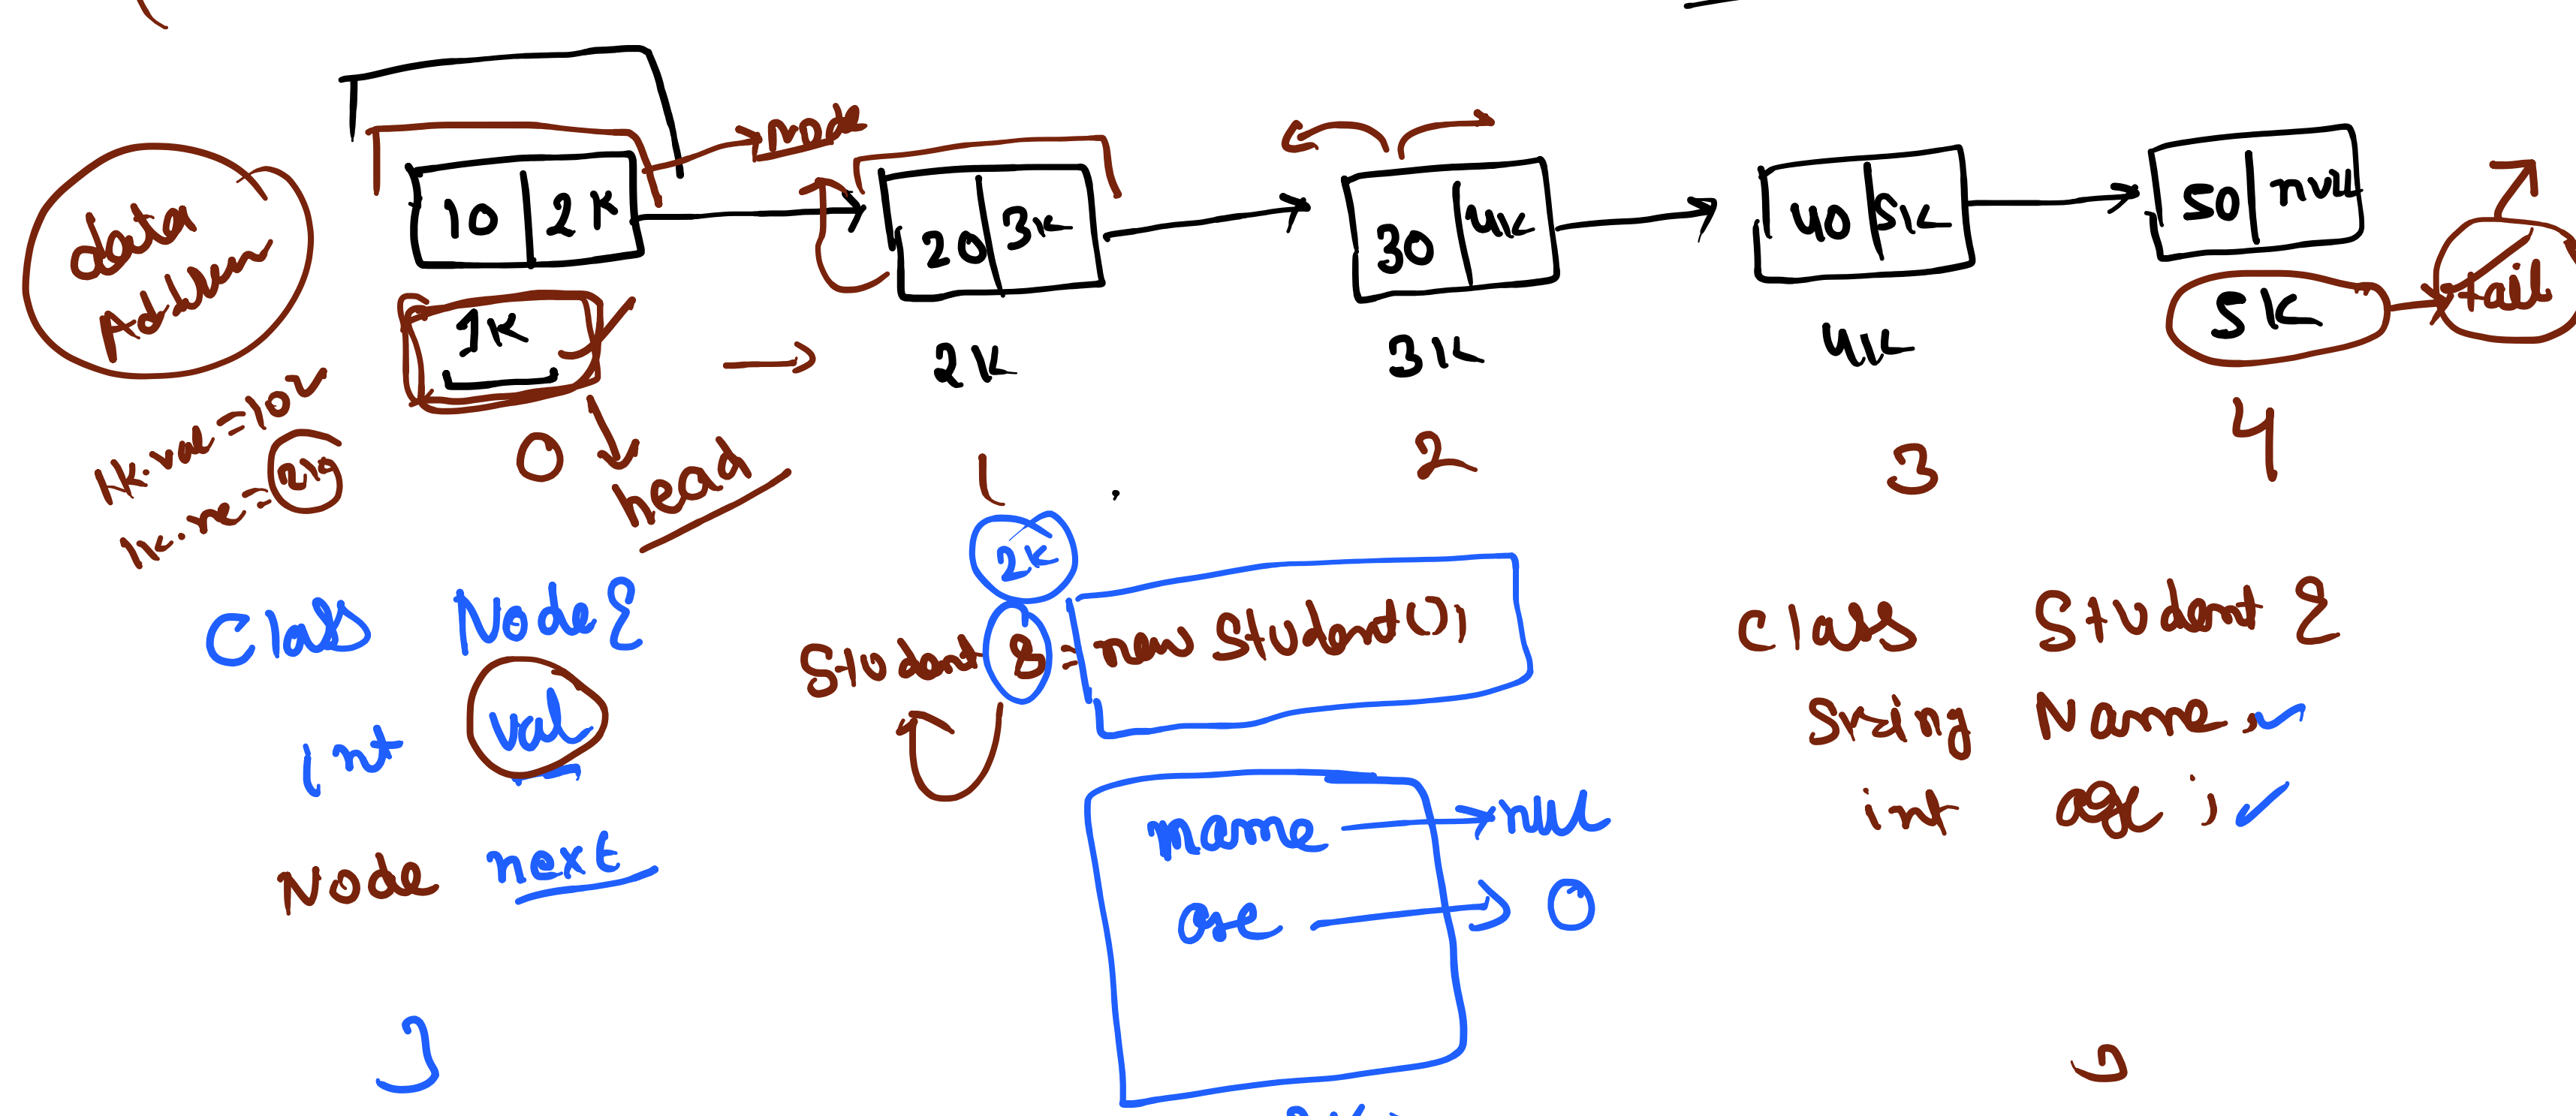 Node
data
Address
10 2K
20 3K
30 4K
40 5K
50 null
1K
2K
3K
4K
5K
tail
1k.val = 10
1k.ne = 2k
0
1
2
3
4
head
2K
Class Node {
int val
Node next
}
Student s = new Student();
name → null
age → 0
Class Student {
String Name;
int age;
}